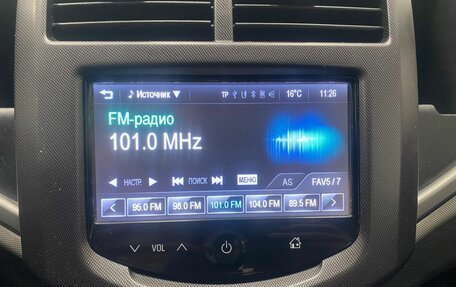 Источник ▼ TP 16°C 11:26
FM-радио
101.0 MHz
НАСТР. ПОИСК МЕНЮ AS FAV5 / 7
95.0 FM 98.0 FM 101.0 FM 104.0 FM 89.5 FM
VOL